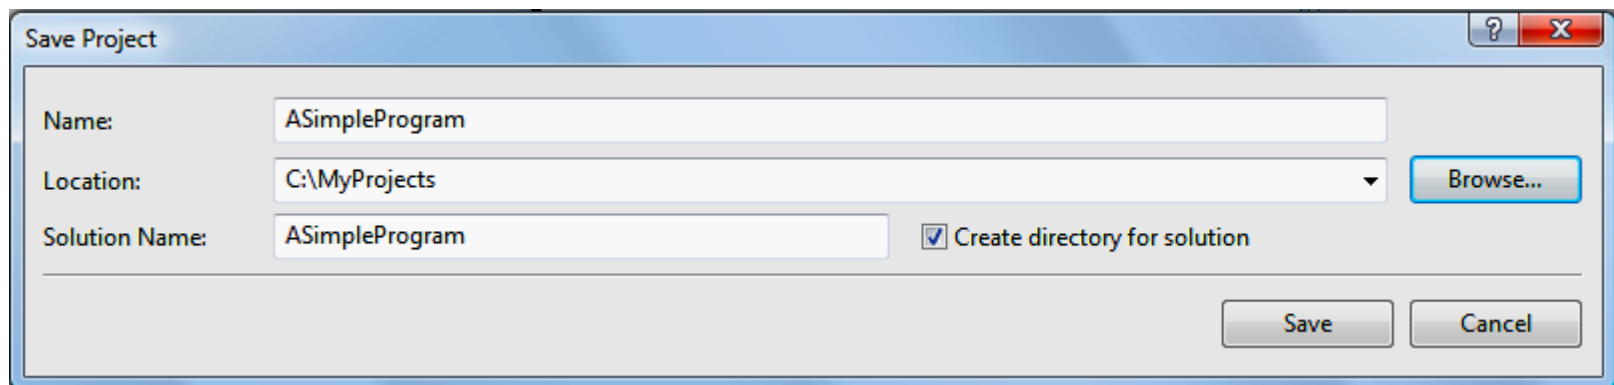 Save Project
Name: ASimpleProgram
Location: C:\MyProjects Browse...
Solution Name: ASimpleProgram Create directory for solution
Save Cancel